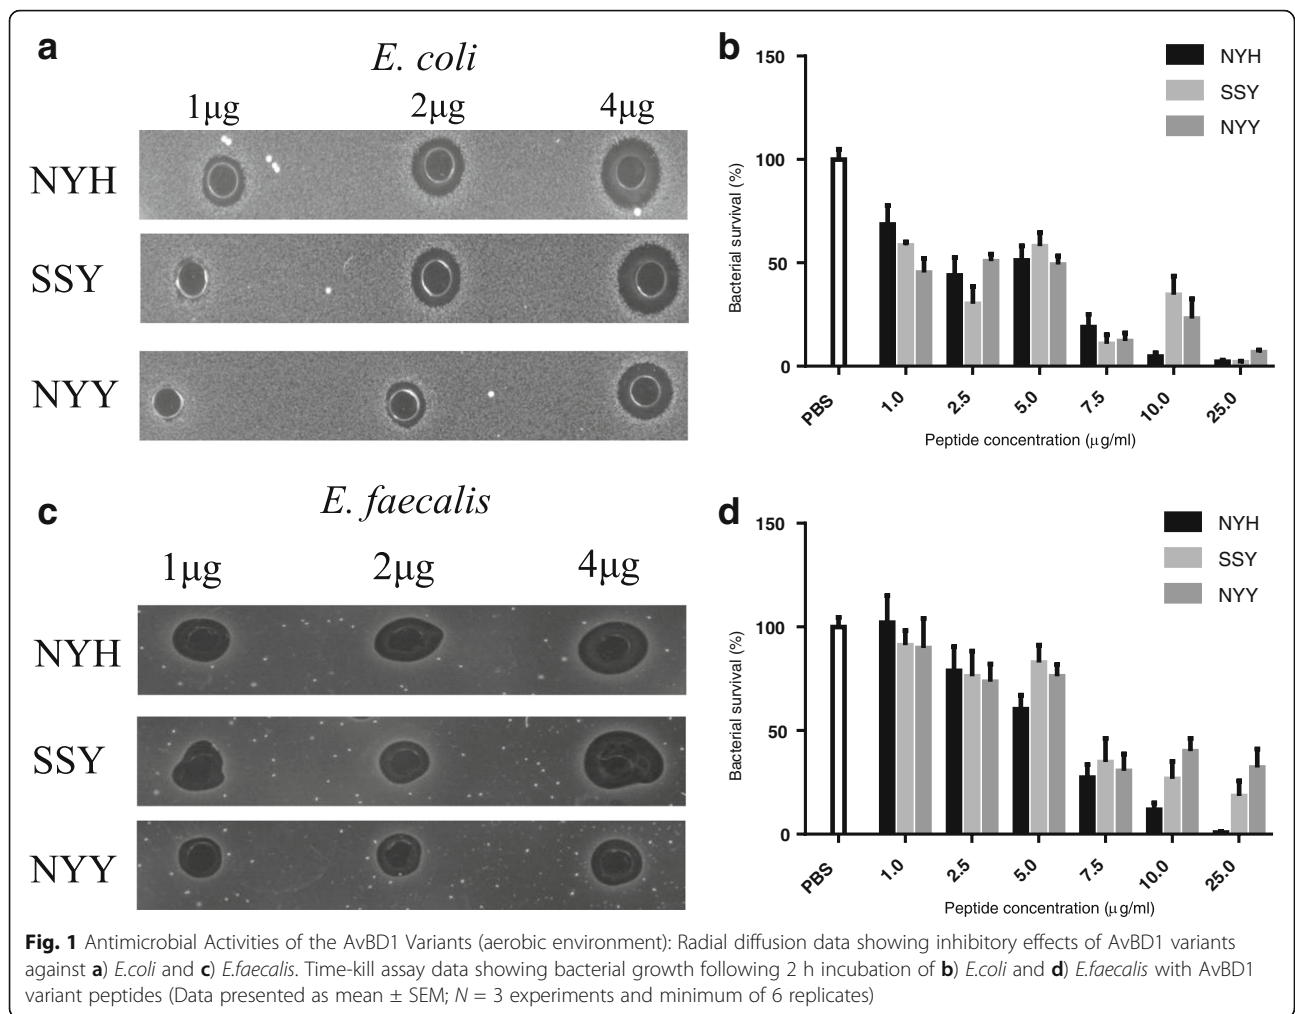 a
E. coli
1µg 2µg 4µg
NYH
SSY
NYY
b
150
100
50
0
Bacterial survival (%)
NYH
SSY
NYY
PBS 1.0 2.5 5.0 7.5 10.0 25.0
Peptide concentration (µg/ml)
c
E. faecalis
1µg 2µg 4µg
NYH
SSY
NYY
d
150
100
50
0
Bacterial survival (%)
NYH
SSY
NYY
PBS 1.0 2.5 5.0 7.5 10.0 25.0
Peptide concentration (µg/ml)
Fig. 1 Antimicrobial Activities of the AvBD1 Variants (aerobic environment): Radial diffusion data showing inhibitory effects of AvBD1 variants
against a) E.coli and c) E.faecalis. Time-kill assay data showing bacterial growth following 2 h incubation of b) E.coli and d) E.faecalis with AvBD1
variant peptides (Data presented as mean ± SEM; N = 3 experiments and minimum of 6 replicates)